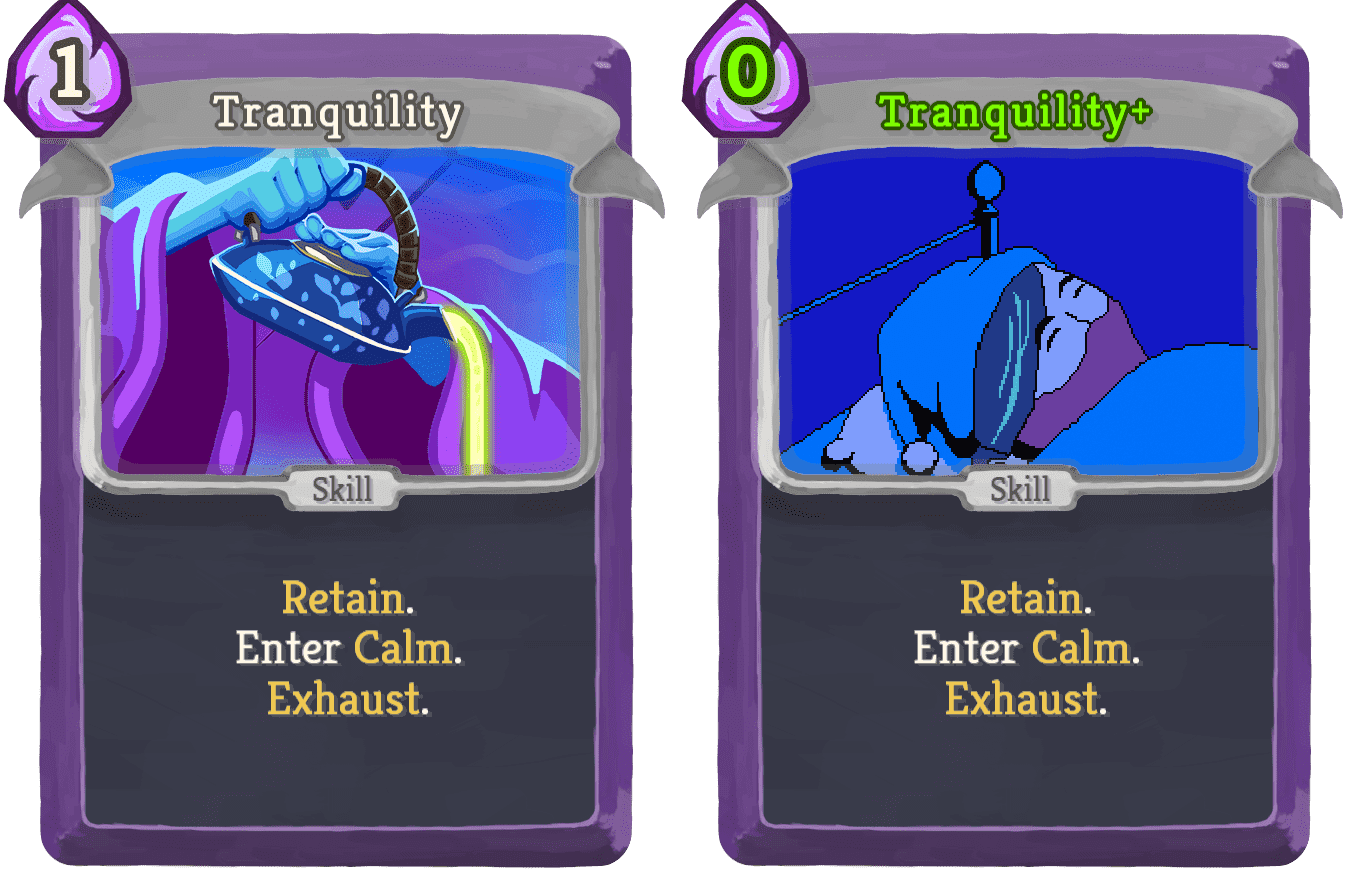 1
Tranquility
Skill
Retain.
Enter Calm.
Exhaust.
0
Tranquility+
Skill
Retain.
Enter Calm.
Exhaust.